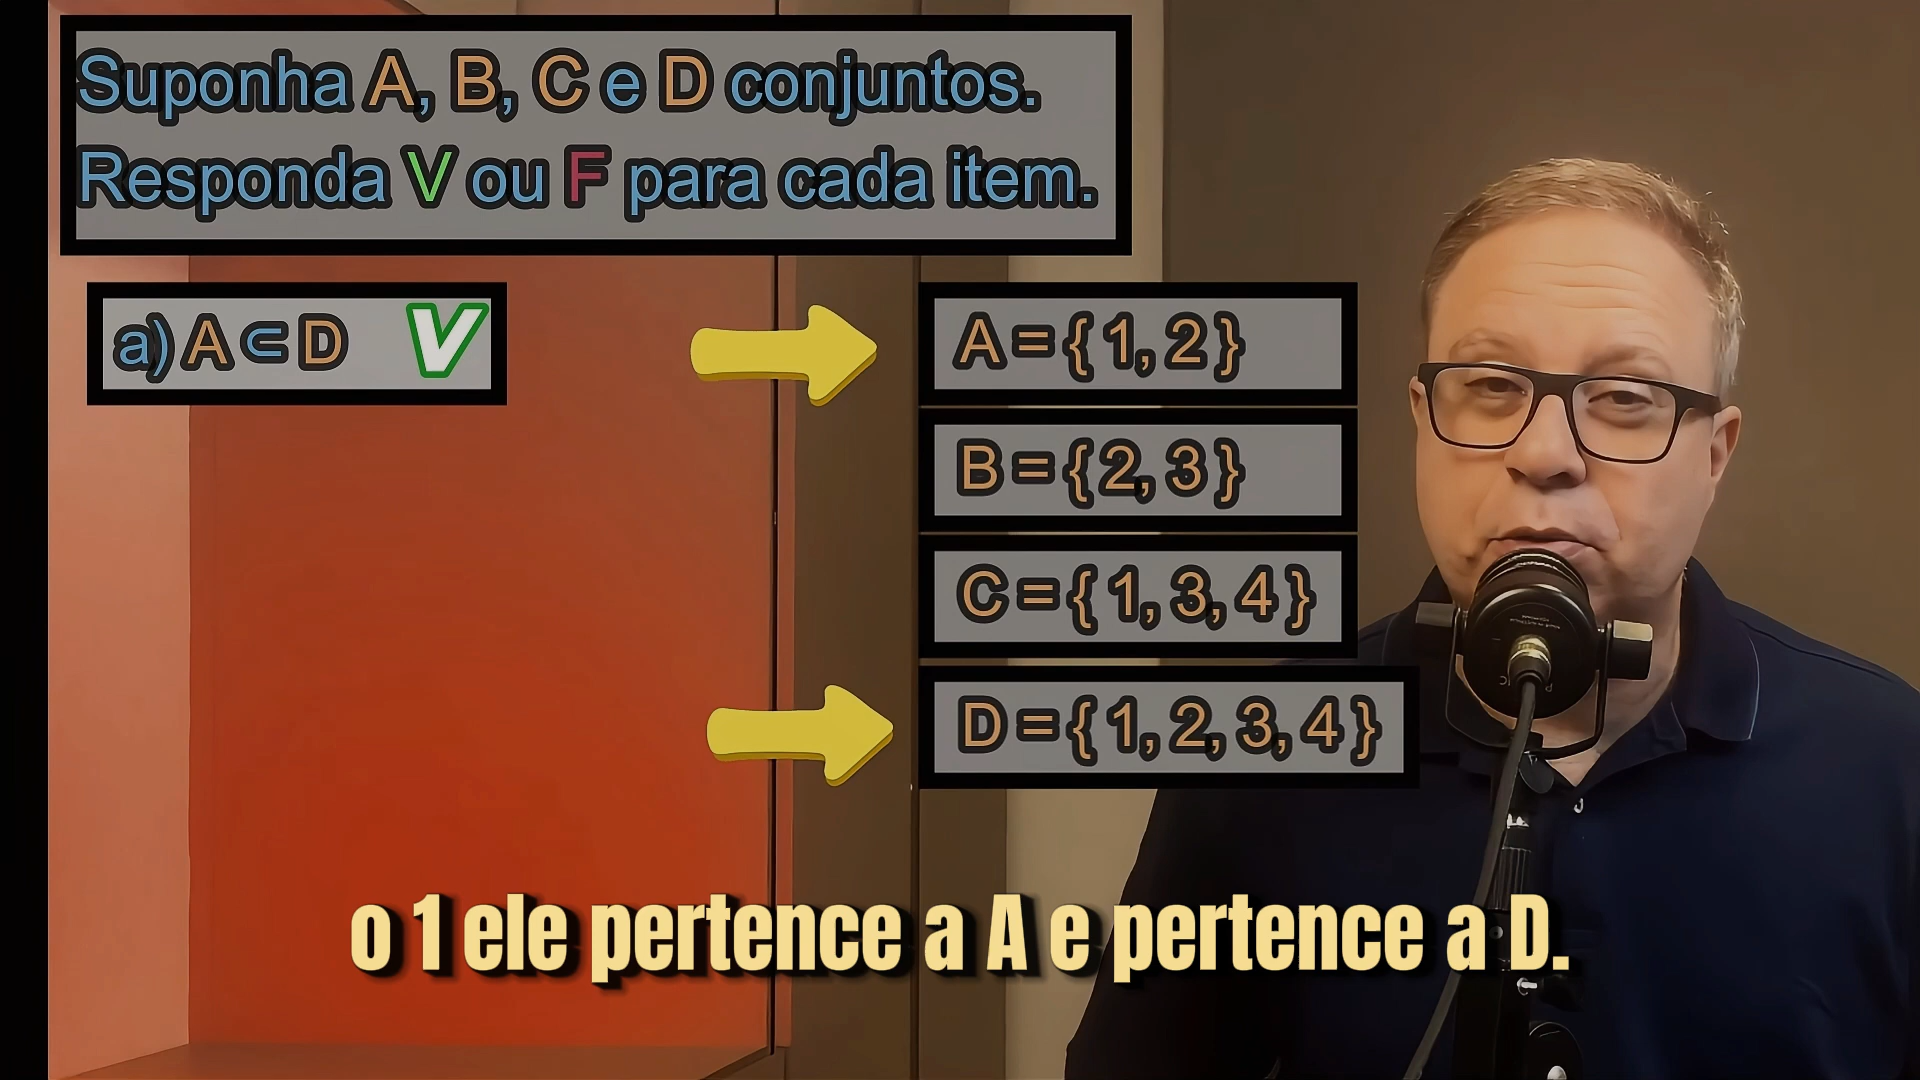 Suponha A, B, C e D conjuntos.
Responda V ou F para cada item.
a) A ⊂ D V
A = { 1, 2 }
B = { 2, 3 }
C = { 1, 3, 4 }
D = { 1, 2, 3, 4 }
o 1 ele pertence a A e pertence a D.